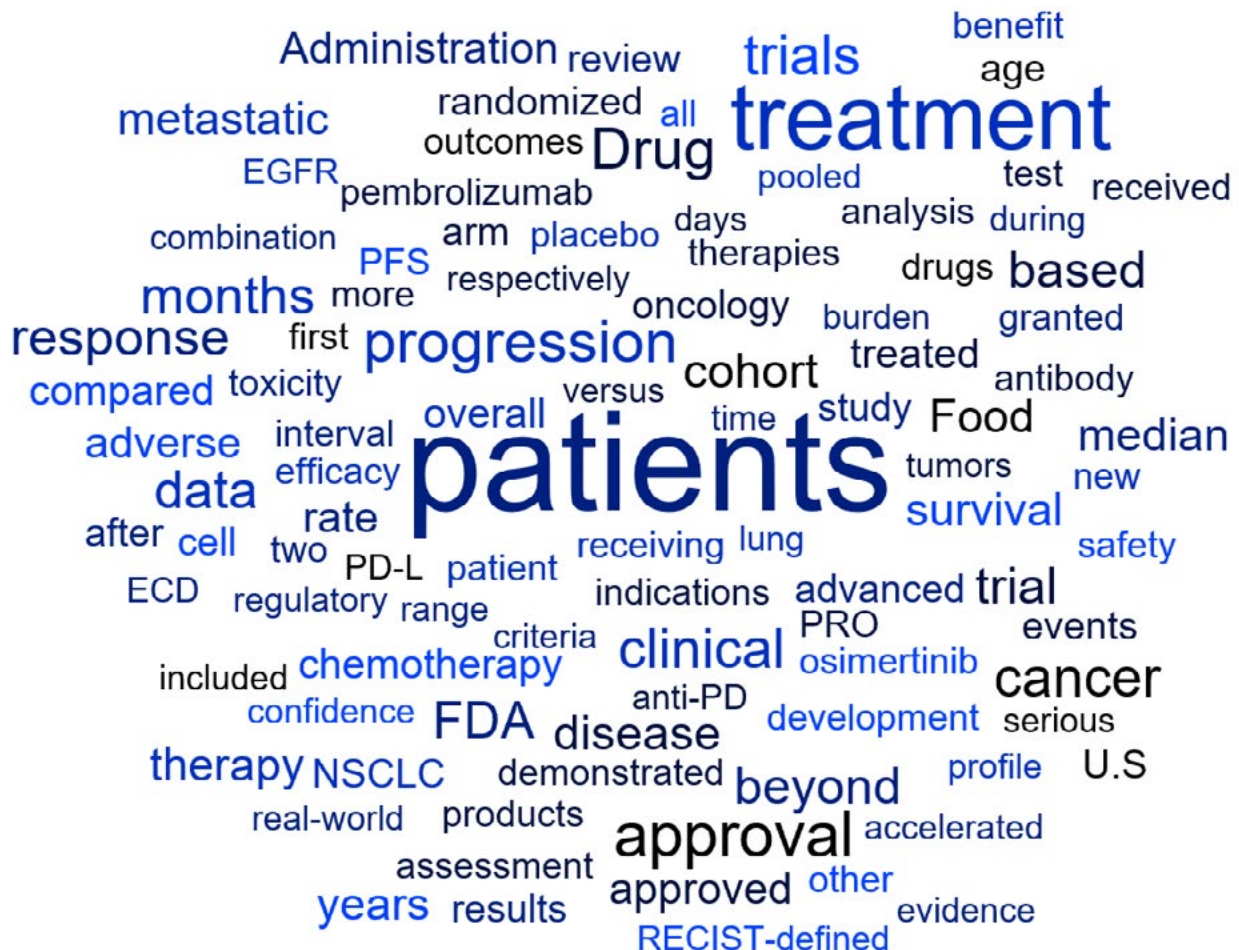 benefit
Administration review trials age
metastatic randomized all treatment
outcomes Drug
EGFR pembrolizumab pooled test received
combination arm placebo days analysis during
PFS respectively therapies drugs based
months more oncology burden granted
response first progression cohort treated antibody
compared toxicity versus
adverse interval overall time study Food median
data efficacy patients tumors new
after cell rate survival
two PD-L patient receiving lung safety
ECD regulatory range indications advanced trial
criteria PRO events
included chemotherapy clinical osimertinib cancer
confidence FDA anti-PD development serious
disease
therapy NSCLC demonstrated beyond profile U.S
real-world products approval accelerated
assessment approved other
years results evidence
RECIST-defined